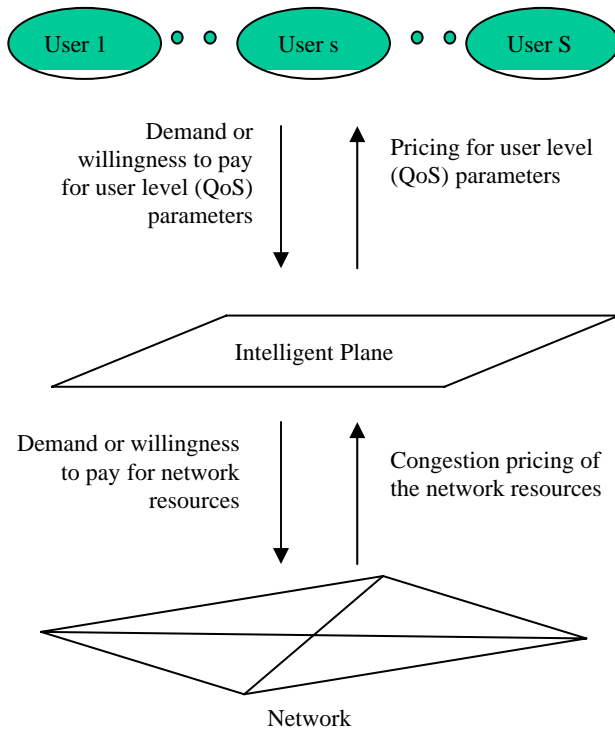 User 1
User s
User S
Demand or
willingness to pay
for user level (QoS)
parameters
Pricing for user level
(QoS) parameters
Intelligent Plane
Demand or willingness
to pay for network
resources
Congestion pricing of
the network resources
Network